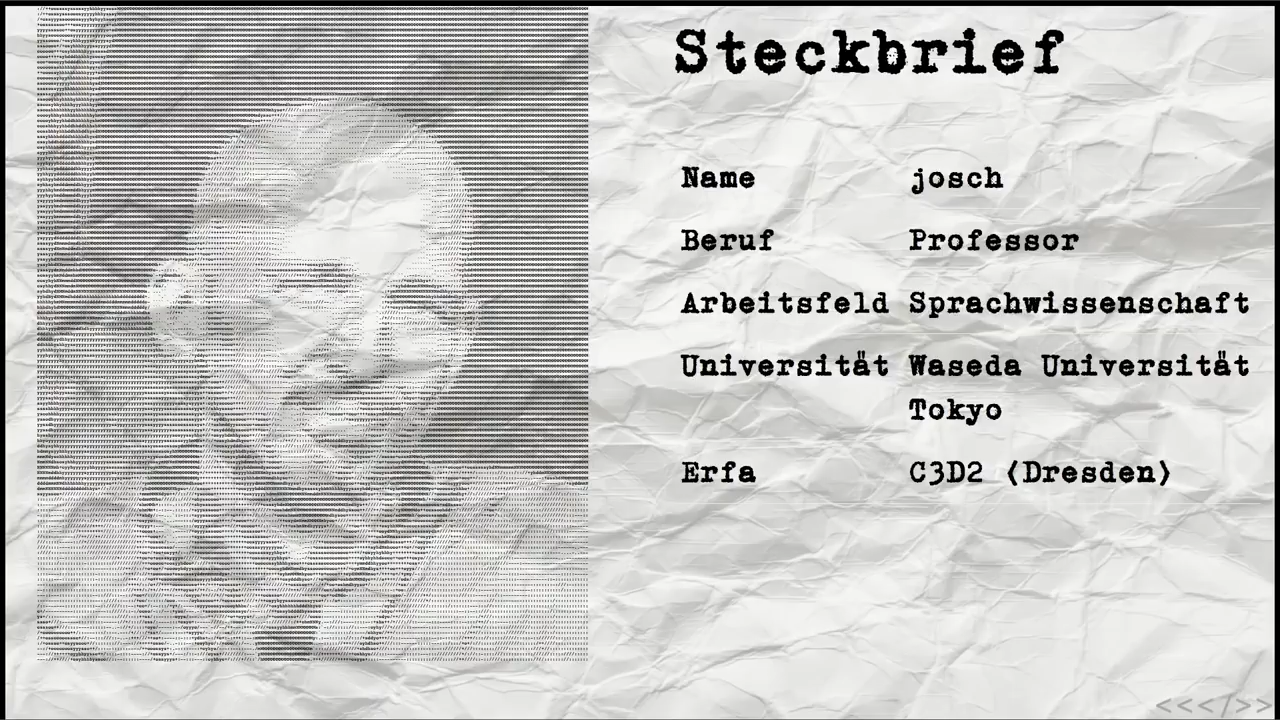 Steckbrief
Name josch
Beruf Professor
Arbeitsfeld Sprachwissenschaft
Universität Waseda Universität
Tokyo
Erfa C3D2 (Dresden)
<<</>>